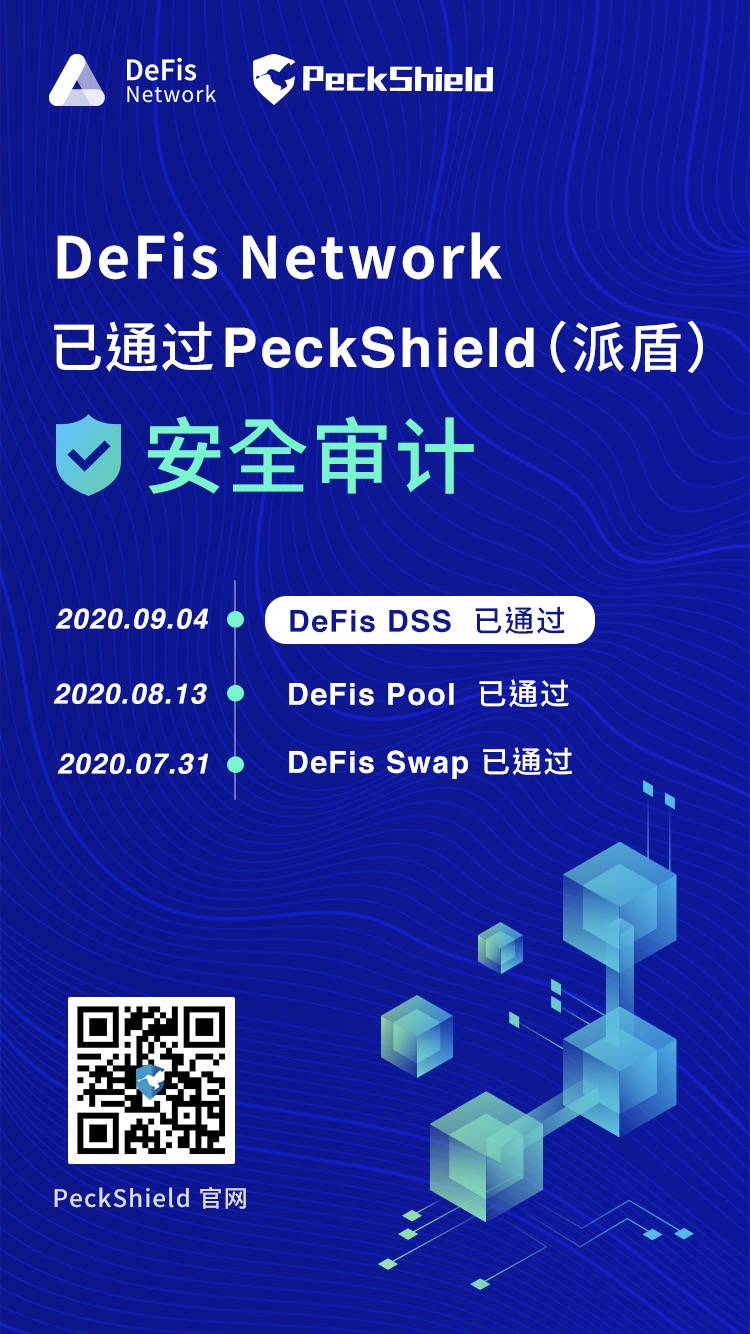 DeFis
Network
PeckShield
DeFis Network
已通过PeckShield(派盾)
安全审计
2020.09.04 DeFis DSS 已通过
2020.08.13 DeFis Pool 已通过
2020.07.31 DeFis Swap 已通过
PeckShield 官网